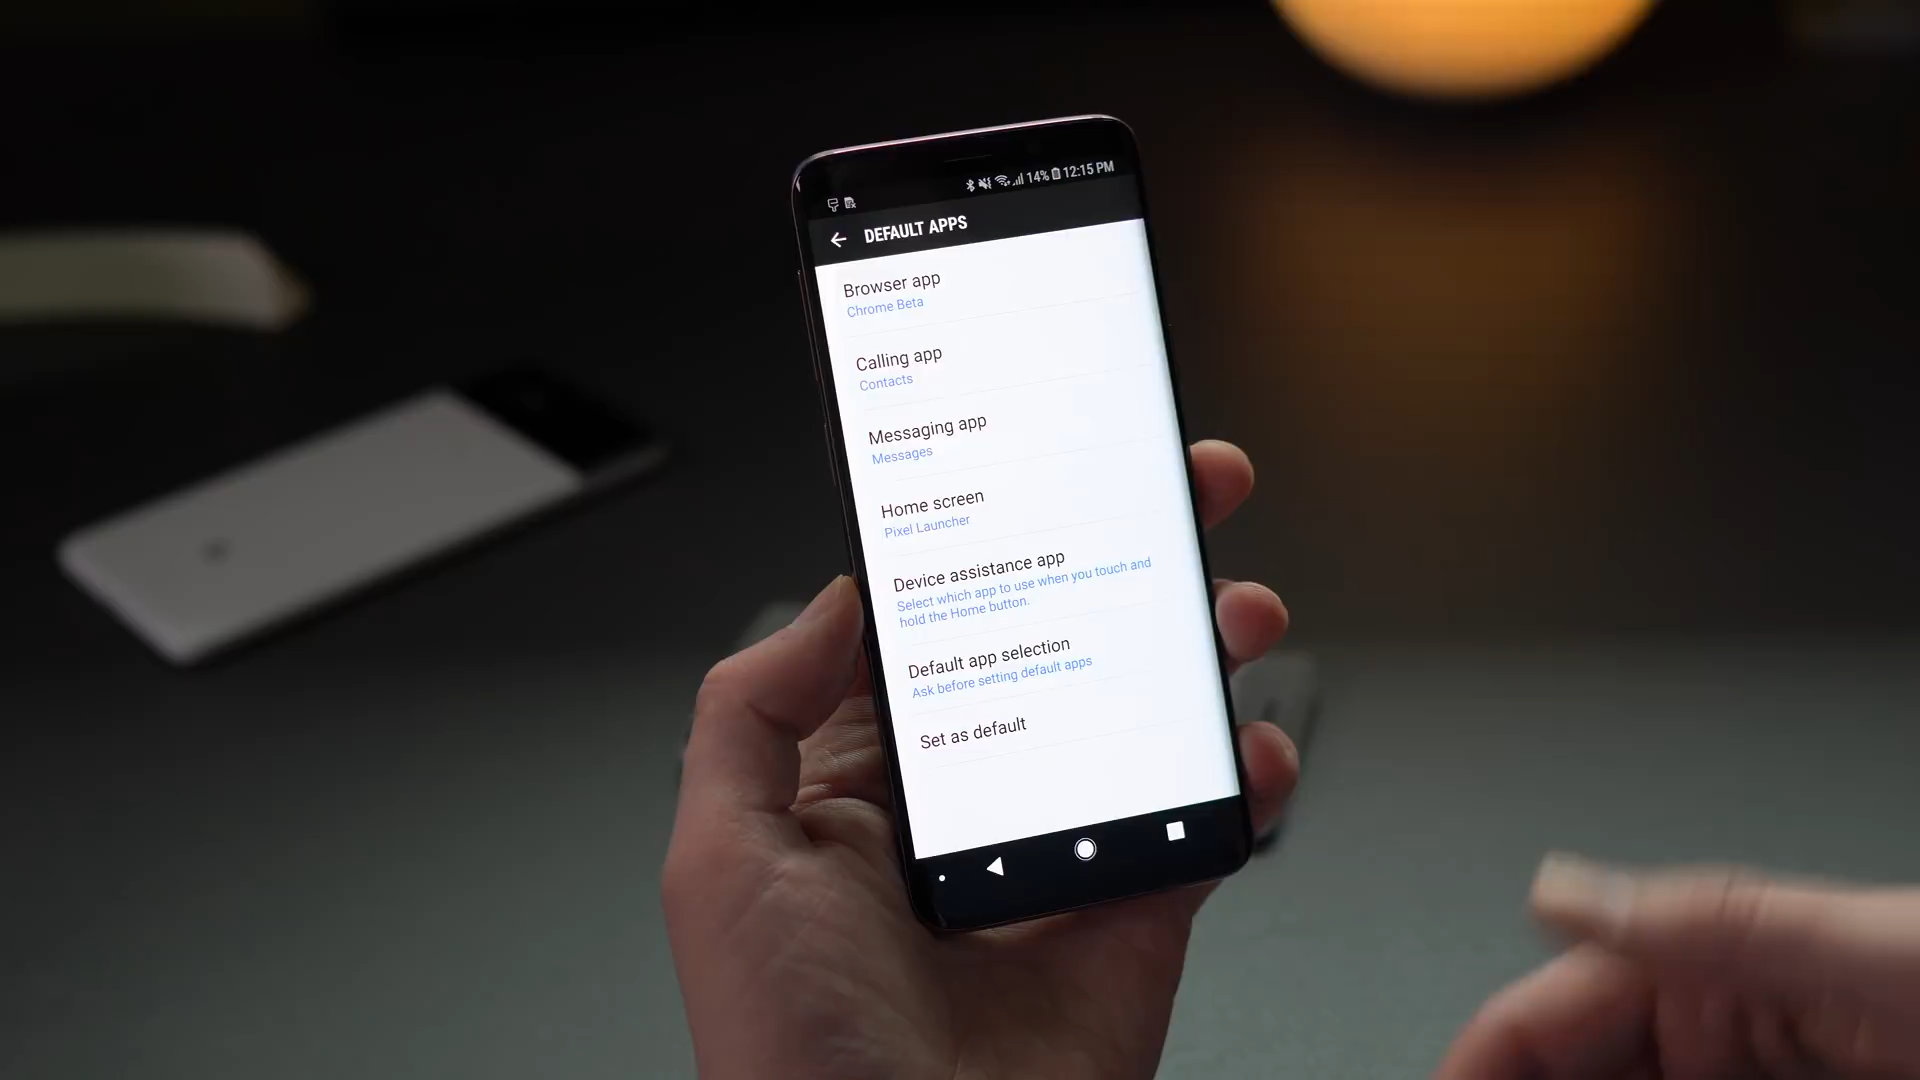 14% 12:15 PM
DEFAULT APPS
Browser app
Chrome Beta
Calling app
Contacts
Messaging app
Messages
Home screen
Pixel Launcher
Device assistance app
Select which app to use when you touch and
hold the Home button.
Default app selection
Ask before setting default apps
Set as default